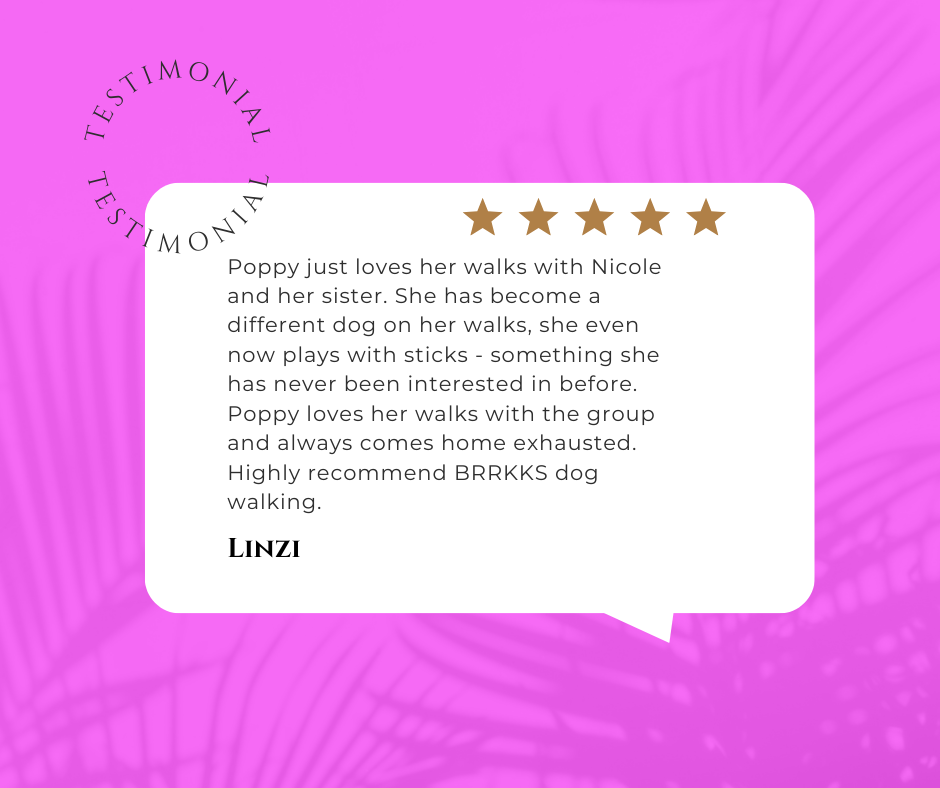 TESTIMONIAL
TESTIMONIAL
Poppy just loves her walks with Nicole
and her sister. She has become a
different dog on her walks, she even
now plays with sticks - something she
has never been interested in before.
Poppy loves her walks with the group
and always comes home exhausted.
Highly recommend BRRKKS dog
walking.
Linzi